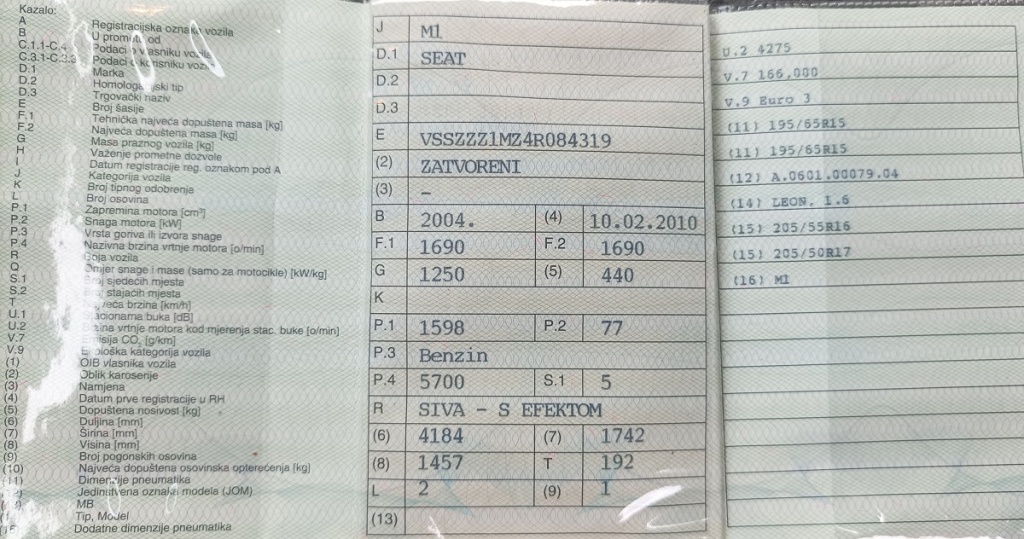 Kazalo:
A Registracijska oznaka vozila
B U prometu od
C.1.1-C.4 Podaci o vlasniku vozila
C.3.1-C.3.3 Podaci o korisniku vozila
D.1 Marka
D.2 Homologacijski tip
D.3 Trgovački naziv
E Broj šasije
F.1 Tehnička najveća dopuštena masa [kg]
F.2 Najveća dopuštena masa [kg]
G Masa praznog vozila [kg]
H Važenje prometne dozvole
I Datum registracije reg. oznakom pod A
J Kategorija vozila
K Broj tipnog odobrenja
L Broj osovina
P.1 Zapremina motora [cm³]
P.2 Snaga motora [kW]
P.3 Vrsta goriva ili izvora snage
P.4 Nazivna brzina vrtnje motora [o/min]
R Boja vozila
Q Omjer snage i mase (samo za motocikle) [kW/kg]
S.1 Broj sjedećih mjesta
S.2 Broj stajaćih mjesta
T Najveća brzina [km/h]
U.1 Stacionarna buka [dB]
U.2 Brzina vrtnje motora kod mjerenja stac. buke [o/min]
V.7 Emisija CO₂ [g/km]
V.9 Ekološka kategorija vozila
(1) OIB vlasnika vozila
(2) Oblik karoserije
(3) Namjena
(4) Datum prve registracije u RH
(5) Dopuštena nosivost [kg]
(6) Duljina [mm]
(7) Širina [mm]
(8) Visina [mm]
(9) Broj pogonskih osovina
(10) Najveća dopuštena osovinska opterećenja [kg]
Dimenzije pneumatika
Jedinstvena oznaka modela (JOM)
MB
Tip, Model
Dodatne dimenzije pneumatika
J M1
D.1 SEAT
D.2
D.3
E VSSZZZ1MZ4R084319
(2) ZATVORENI
(3) –
B 2004. (4) 10.02.2010
F.1 1690 F.2 1690
G 1250 (5) 440
K
P.1 1598 P.2 77
P.3 Benzin
P.4 5700 S.1 5
R SIVA - S EFEKTOM
(6) 4184 (7) 1742
(8) 1457 T 192
L 2 (9) 1
(13)
U.2 4275
V.7 166,000
V.9 Euro 3
(11) 195/65R15
(11) 195/65R15
(12) A.0601.00079.04
(14) LEON, 1.6
(15) 205/55R16
(15) 205/50R17
(16) M1